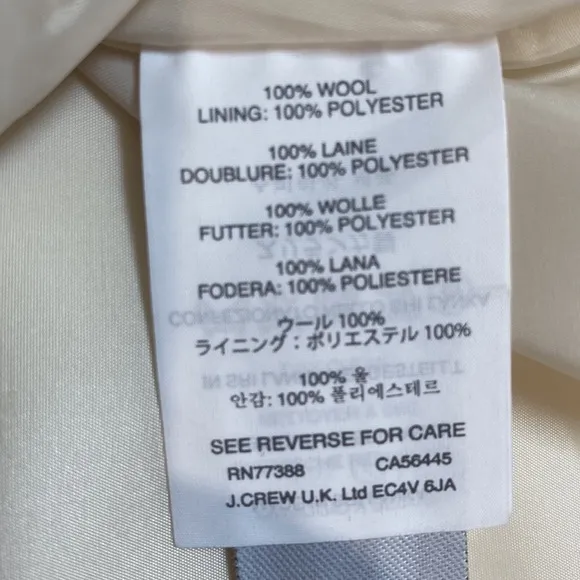 100% WOOL
LINING: 100% POLYESTER
100% LAINE
DOUBLURE: 100% POLYESTER
100% WOLLE
FUTTER: 100% POLYESTER
100% LANA
FODERA: 100% POLIESTERE
ウール 100%
ライニング：ポリエステル 100%
100% 울
안감: 100% 폴리에스테르
SEE REVERSE FOR CARE
RN77388 CA56445
J.CREW U.K. Ltd EC4V 6JA